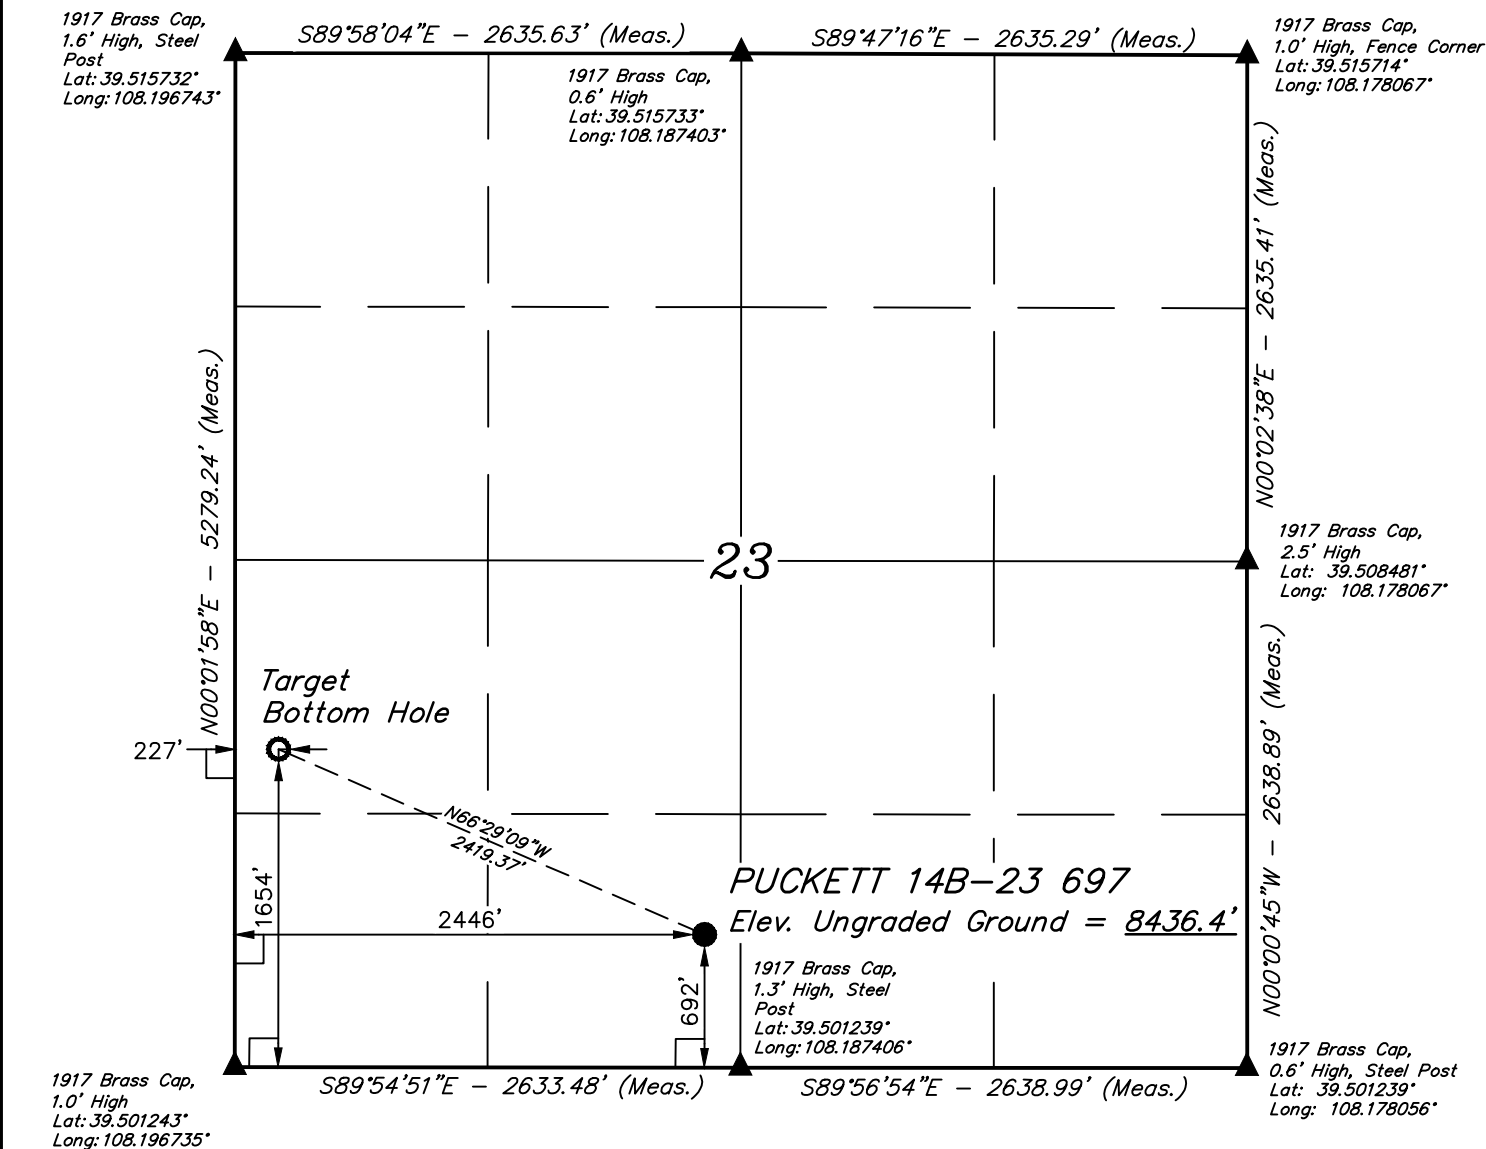 1917 Brass Cap,
1.6' High, Steel
Post
Lat: 39.515732°
Long: 108.196743°
S89°58'04"E – 2635.63' (Meas.)
1917 Brass Cap,
0.6' High
Lat: 39.515733°
Long: 108.187403°
S89°47'16"E – 2635.29' (Meas.)
1917 Brass Cap,
1.0' High, Fence Corner
Lat: 39.515714°
Long: 108.178067°
N00°02'38"E – 2635.41' (Meas.)
N00°01'58"E – 5279.24' (Meas.)
23
1917 Brass Cap,
2.5' High
Lat: 39.508481°
Long: 108.178067°
Target
Bottom Hole
227'
N66°29'09"W
2419.37'
1654'
2446'
PUCKETT 14B–23 697
Elev. Ungraded Ground = 8436.4'
692'
N00°00'45"W – 2638.89' (Meas.)
1917 Brass Cap,
1.3' High, Steel
Post
Lat: 39.501239°
Long: 108.187406°
1917 Brass Cap,
1.0' High
Lat: 39.501243°
Long: 108.196735°
S89°54'51"E – 2633.48' (Meas.)
S89°56'54"E – 2638.99' (Meas.)
1917 Brass Cap,
0.6' High, Steel Post
Lat: 39.501239°
Long: 108.178056°